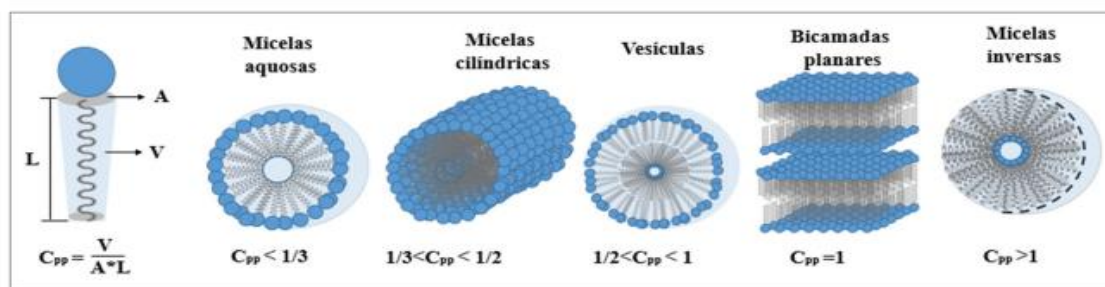 Micelas
aquosas
Micelas
cilíndricas
Vesículas
Bicamadas
planares
Micelas
inversas
A
L
V
Cpp = V
A*L
Cpp < 1/3
1/3<Cpp < 1/2
1/2<Cpp < 1
Cpp =1
Cpp >1